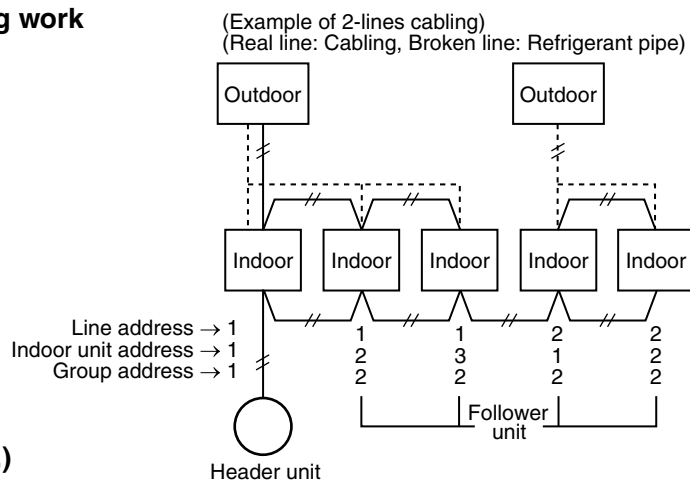 g work
(Example of 2-lines cabling)
(Real line: Cabling, Broken line: Refrigerant pipe)
Outdoor Outdoor
Indoor Indoor Indoor Indoor Indoor
Line address → 1 1 1 2 2
Indoor unit address → 1 2 3 1 2
Group address → 1 2 2 2 2
Follower
unit
)
Header unit